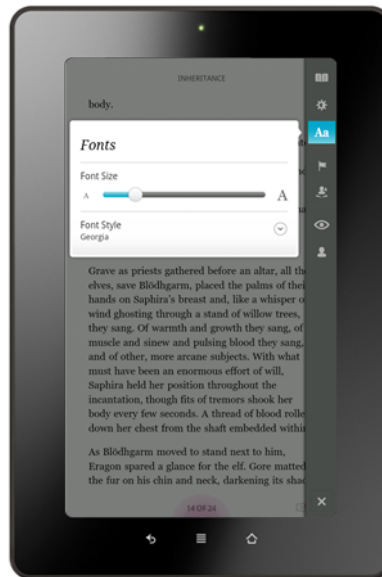 INHERITANCE
body.
Aa
Fonts
Font Size
A A
Font Style
Georgia
Grave as priests gathered before an altar, all the
elves, save Blödhgarm, placed the palms of thei
hands on Saphira's breast and, like a whisper o
wind ghosting through a stand of willow trees,
they sang. Of warmth and growth they sang, of
muscle and sinew and pulsing blood they sang,
and of other, more arcane subjects. With what
must have been an enormous effort of will,
Saphira held her position throughout the
incantation, though fits of tremors shook her
body every few seconds. A thread of blood rolle
down her chest from the shaft embedded within
As Blödhgarm moved to stand next to him,
Eragon spared a glance for the elf. Gore matted
the fur on his chin and neck, darkening its shad
14 OF 24